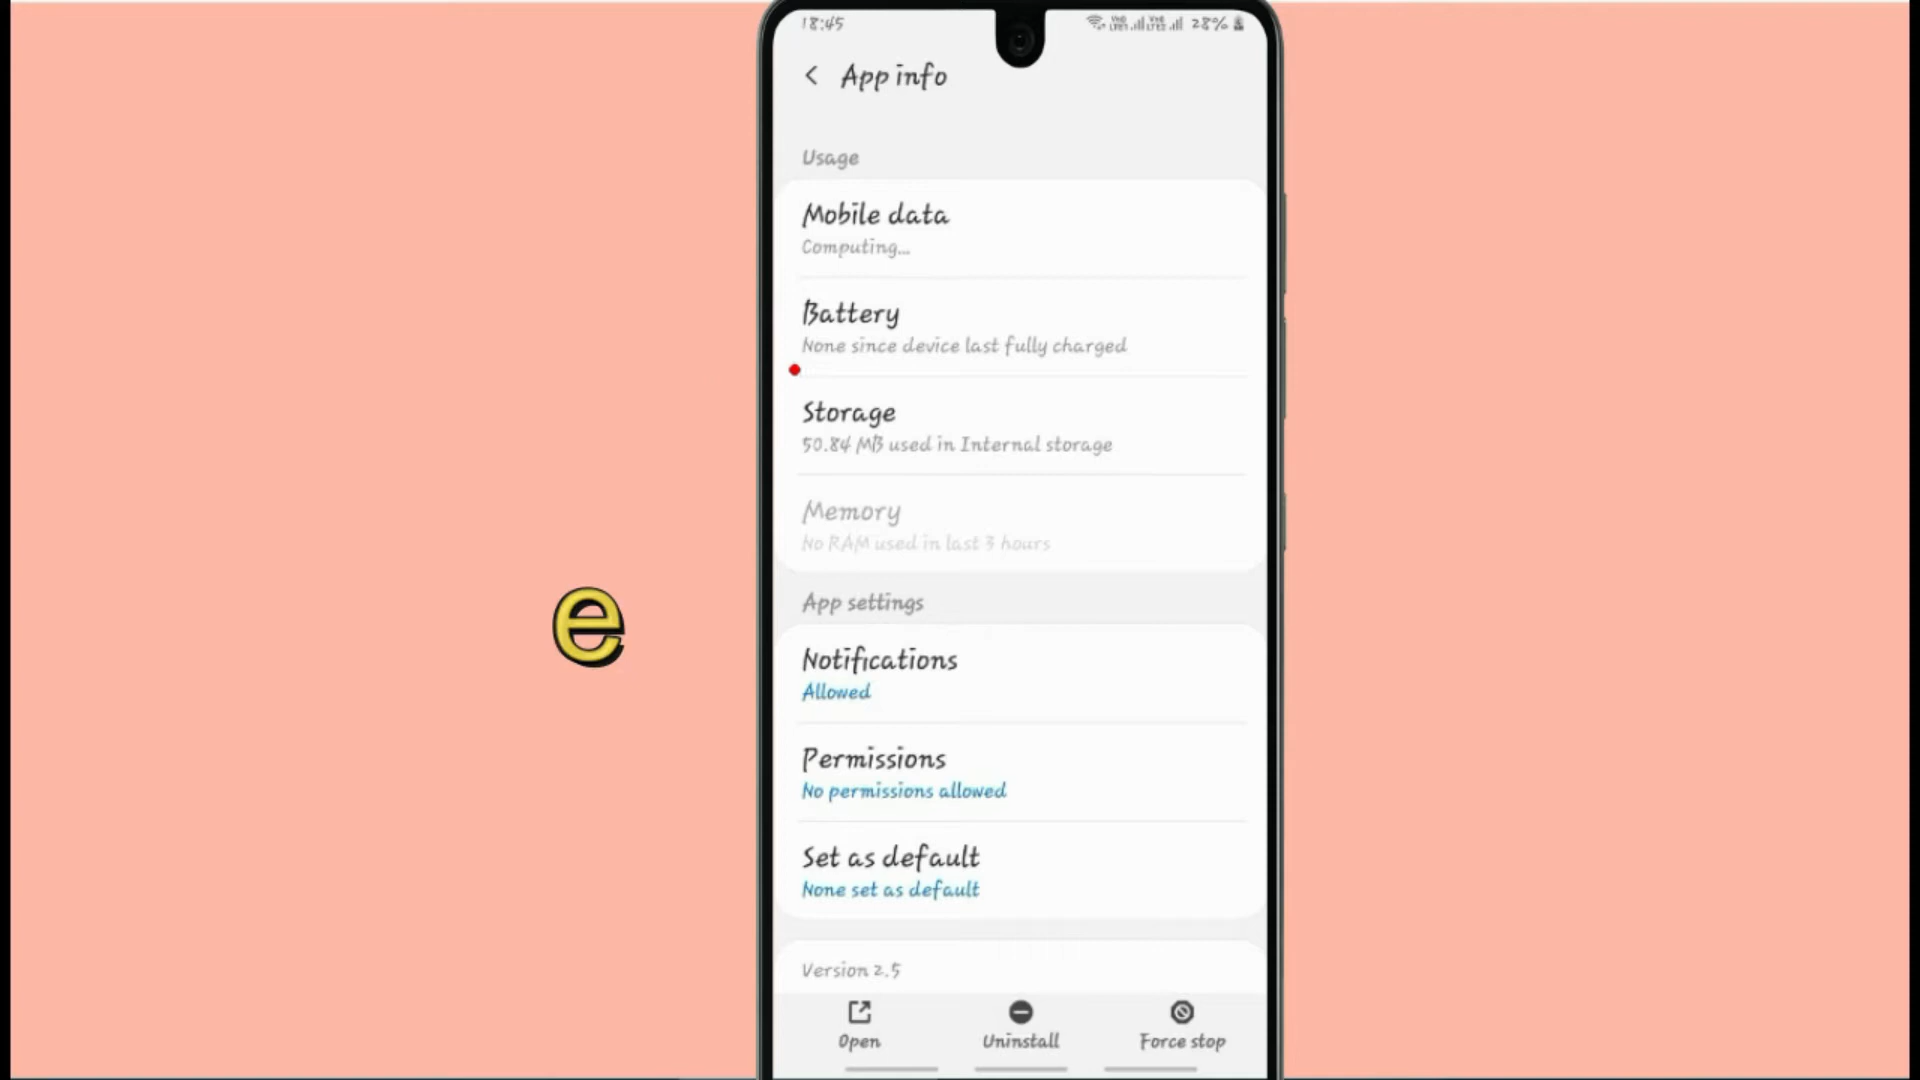 18:45
28%
App info
Usage
Mobile data
Computing...
Battery
None since device last fully charged
Storage
50.84 MB used in Internal storage
Memory
No RAM used in last 3 hours
e
App settings
Notifications
Allowed
Permissions
No permissions allowed
Set as default
None set as default
Version 2.5
Open
Uninstall
Force stop